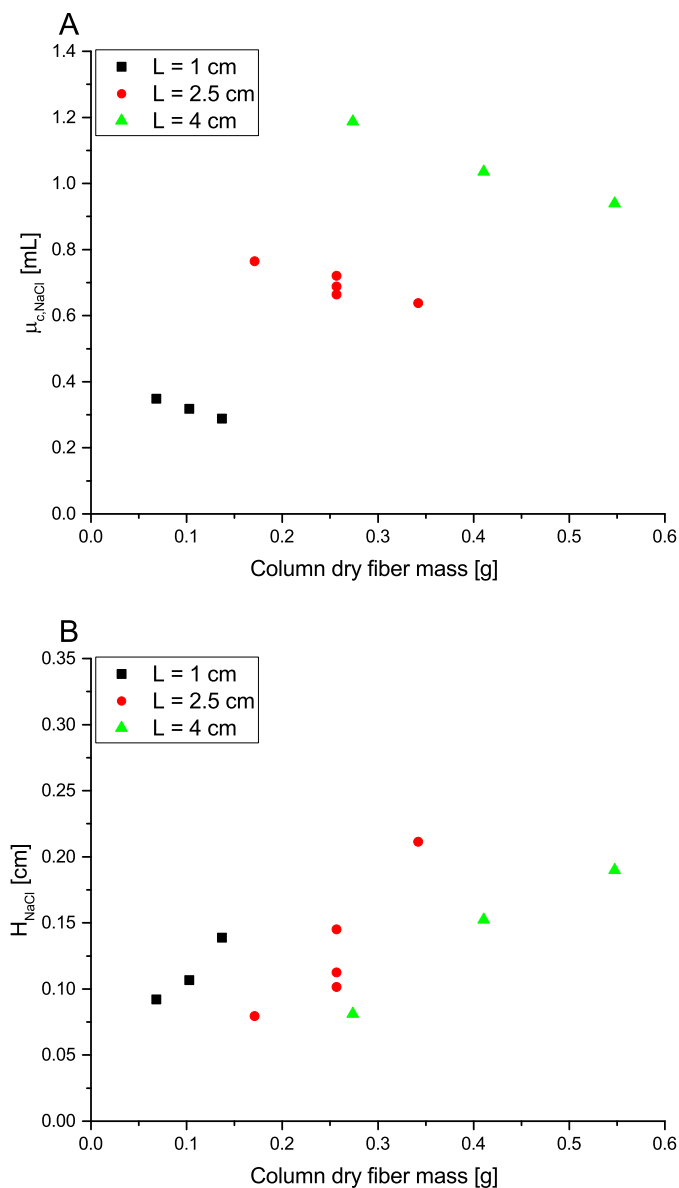 A
1.4
1.2
1.0
0.8
0.6
0.4
0.2
0.0
μc,NaCl [mL]
L = 1 cm
L = 2.5 cm
L = 4 cm
0.0 0.1 0.2 0.3 0.4 0.5 0.6
Column dry fiber mass [g]
B
0.35
0.30
0.25
0.20
0.15
0.10
0.05
0.00
HNaCl [cm]
L = 1 cm
L = 2.5 cm
L = 4 cm
0.0 0.1 0.2 0.3 0.4 0.5 0.6
Column dry fiber mass [g]